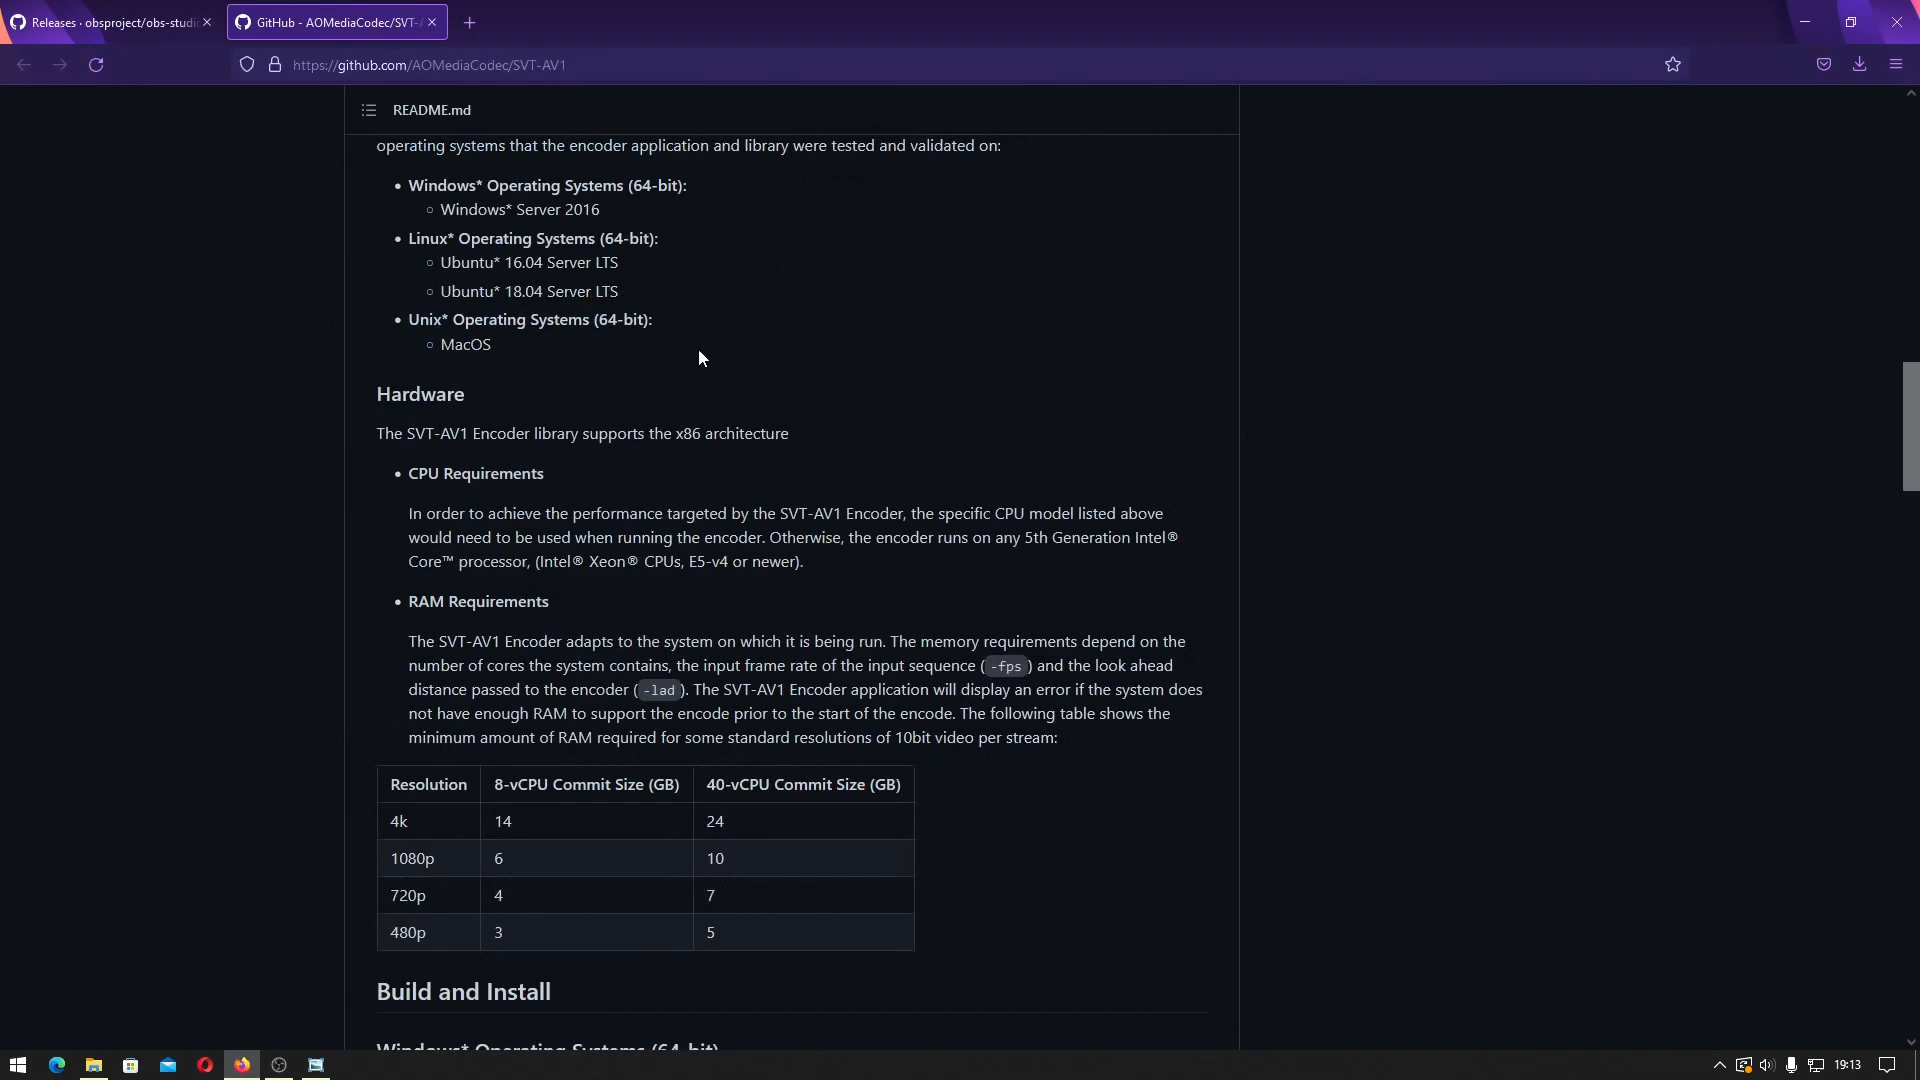 Releases · obsproject/obs-studi
GitHub - AOMediaCodec/SVT-A
https://github.com/AOMediaCodec/SVT-AV1
README.md
operating systems that the encoder application and library were tested and validated on:
Windows* Operating Systems (64-bit):
Windows* Server 2016
Linux* Operating Systems (64-bit):
Ubuntu* 16.04 Server LTS
Ubuntu* 18.04 Server LTS
Unix* Operating Systems (64-bit):
MacOS
Hardware
The SVT-AV1 Encoder library supports the x86 architecture
CPU Requirements
In order to achieve the performance targeted by the SVT-AV1 Encoder, the specific CPU model listed above
would need to be used when running the encoder. Otherwise, the encoder runs on any 5th Generation Intel®
Core™ processor, (Intel® Xeon® CPUs, E5-v4 or newer).
RAM Requirements
The SVT-AV1 Encoder adapts to the system on which it is being run. The memory requirements depend on the
number of cores the system contains, the input frame rate of the input sequence ( -fps ) and the look ahead
distance passed to the encoder ( -lad ). The SVT-AV1 Encoder application will display an error if the system does
not have enough RAM to support the encode prior to the start of the encode. The following table shows the
minimum amount of RAM required for some standard resolutions of 10bit video per stream:
Resolution 8-vCPU Commit Size (GB) 40-vCPU Commit Size (GB)
4k 14 24
1080p 6 10
720p 4 7
480p 3 5
Build and Install
Windows* Operating Systems (64-bit)
19:13